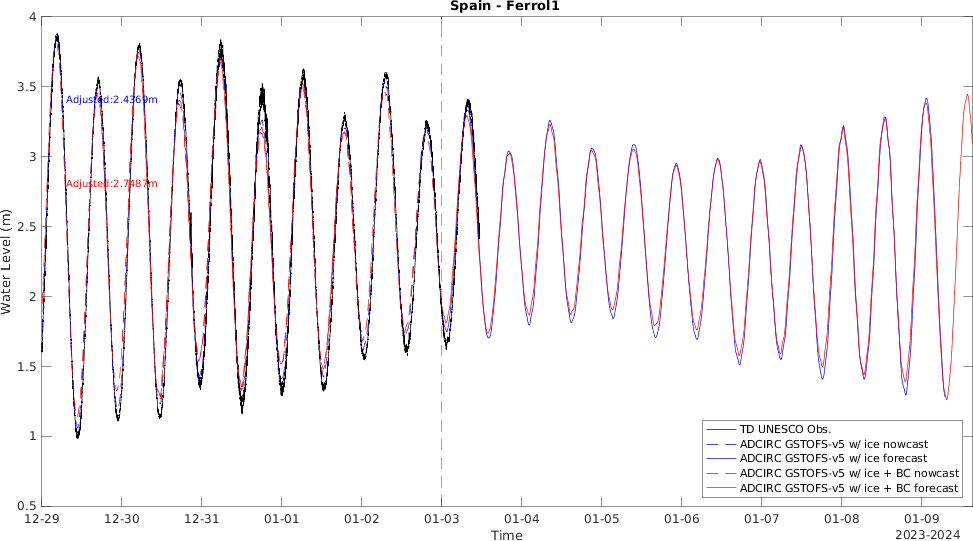 Spain - Ferrol1
4
3.5
3
2.5
2
1.5
1
0.5
Water Level (m)
Adjusted:2.4369m
Adjusted:2.7487m
TD UNESCO Obs.
ADCIRC GSTOFS-v5 w/ ice nowcast
ADCIRC GSTOFS-v5 w/ ice forecast
ADCIRC GSTOFS-v5 w/ ice + BC nowcast
ADCIRC GSTOFS-v5 w/ ice + BC forecast
12-29 12-30 12-31 01-01 01-02 01-03 01-04 01-05 01-06 01-07 01-08 01-09
Time
2023-2024